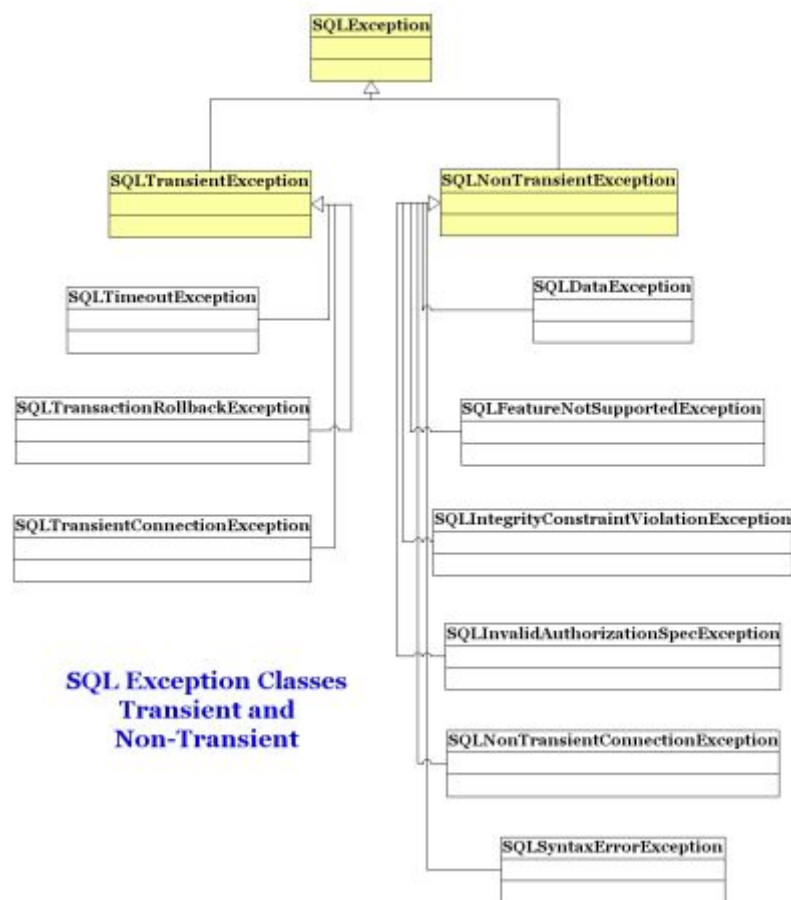 SQLException
SQLTransientException
SQLNonTransientException
SQLTimeoutException
SQLDataException
SQLTransactionRollbackException
SQLFeatureNotSupportedException
SQLTransientConnectionException
SQLIntegrityConstraintViolationException
SQLInvalidAuthorizationSpecException
SQL Exception Classes
Transient and
Non-Transient
SQLNonTransientConnectionException
SQLSyntaxErrorException